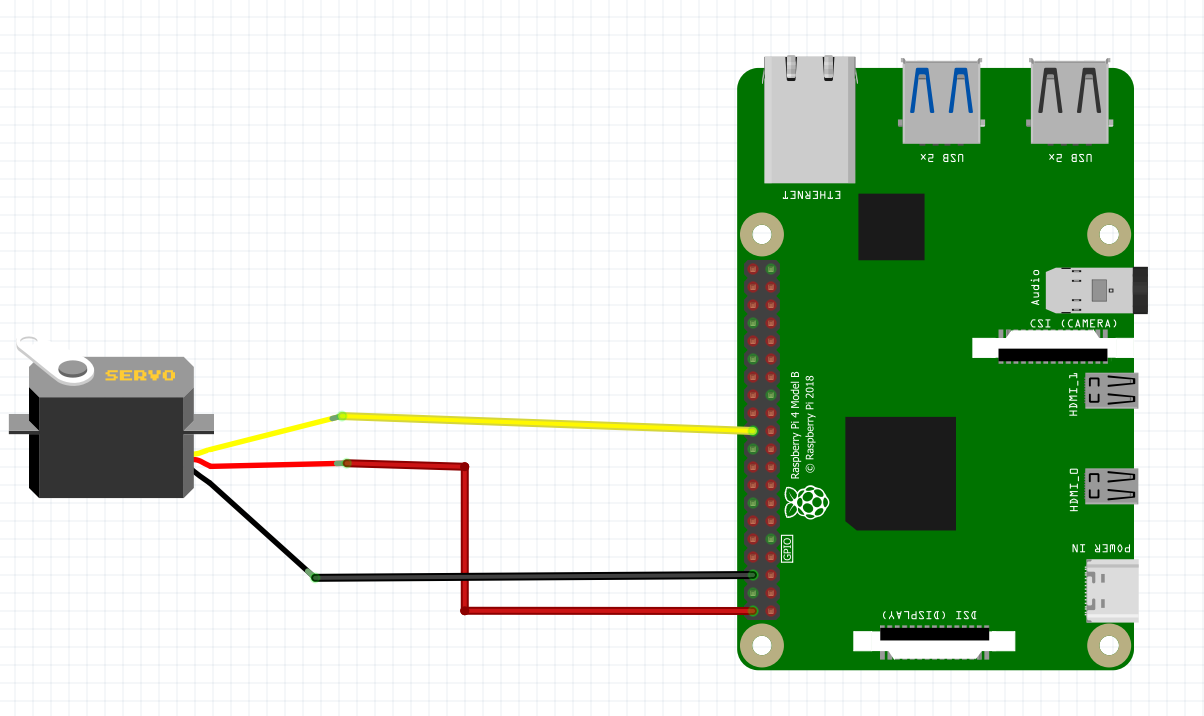 USB 2x
USB 2x
ETHERNET
Audio
CSI (CAMERA)
SERVO
HDMI_1
Raspberry Pi 4 Model B
© Raspberry Pi 2018
HDMI_0
GPIO
POWER IN
DSI (DISPLAY)